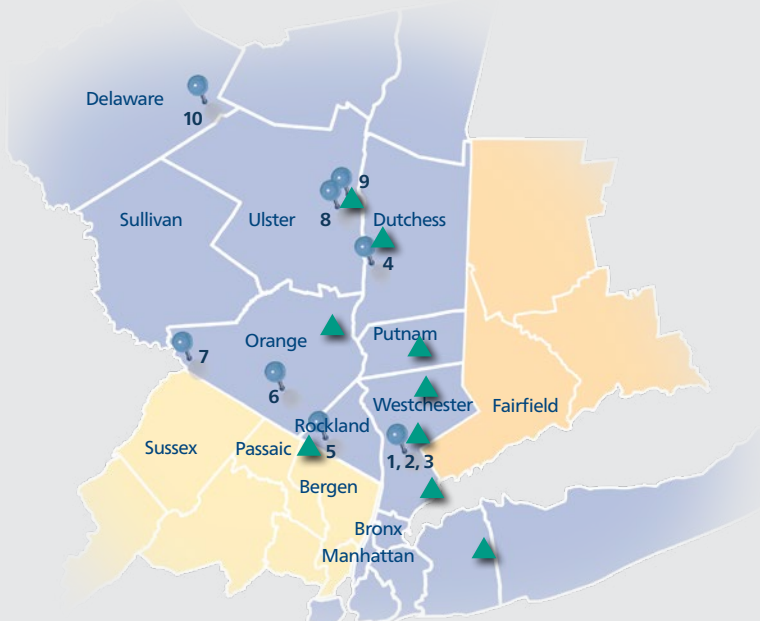 Delaware
10
9
Sullivan
Ulster
8
Dutchess
4
Orange
Putnam
7
6
Westchester
Fairfield
Rockland
Sussex
Passaic
5
1, 2, 3
Bergen
Bronx
Manhattan